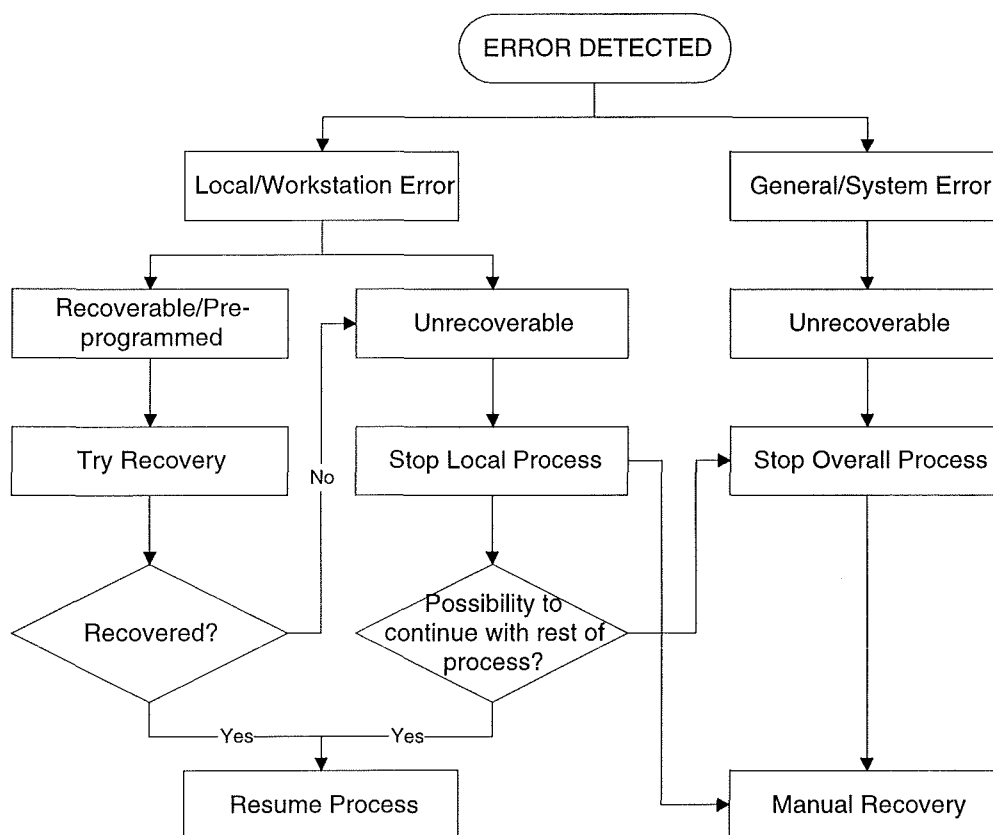 ERROR DETECTED
Local/Workstation Error
General/System Error
Recoverable/Pre-
programmed
Unrecoverable
Unrecoverable
Try Recovery
No
Stop Local Process
Stop Overall Process
Recovered?
Possibility to
continue with rest of
process?
Yes
Yes
Resume Process
Manual Recovery